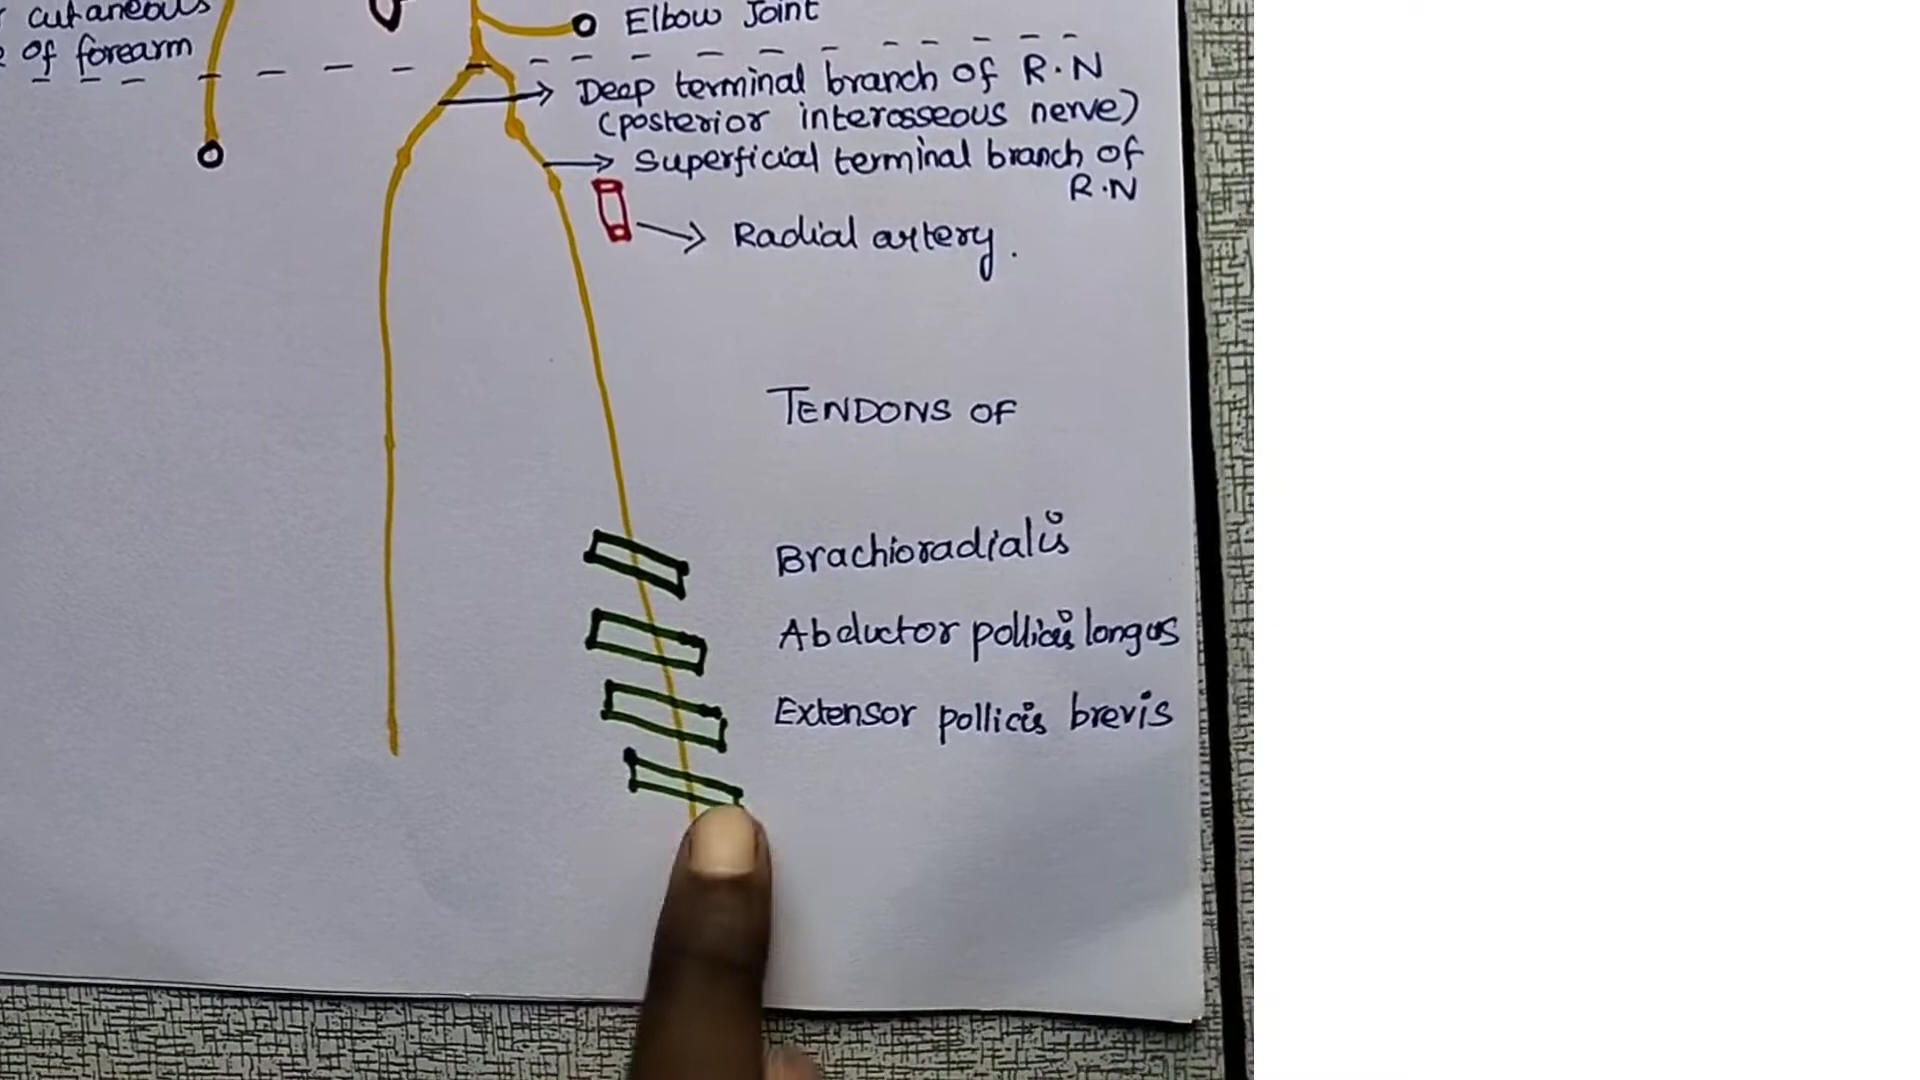 cutaneous
of forearm
Elbow Joint
Deep terminal branch of R.N
(posterior interosseous nerve)
Superficial terminal branch of
R.N
Radial artery.
TENDONS OF
Brachioradialis
Abductor pollicis longus
Extensor pollicis brevis